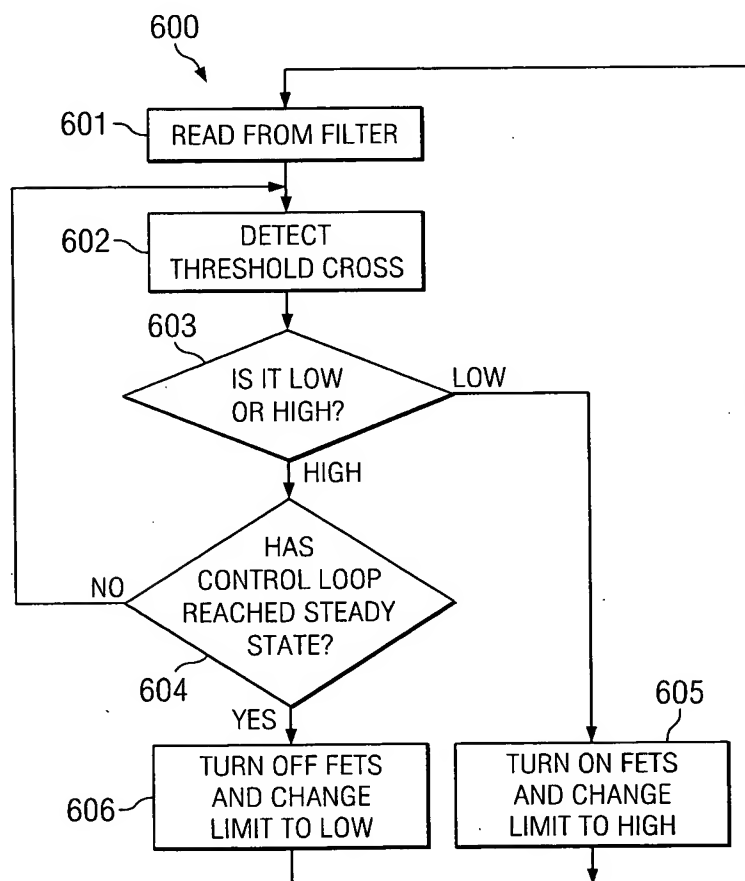 600
601
READ FROM FILTER
602
DETECT
THRESHOLD CROSS
603
IS IT LOW
OR HIGH?
LOW
HIGH
HAS
CONTROL LOOP
REACHED STEADY
STATE?
NO
604
YES
605
606
TURN OFF FETS
AND CHANGE
LIMIT TO LOW
TURN ON FETS
AND CHANGE
LIMIT TO HIGH